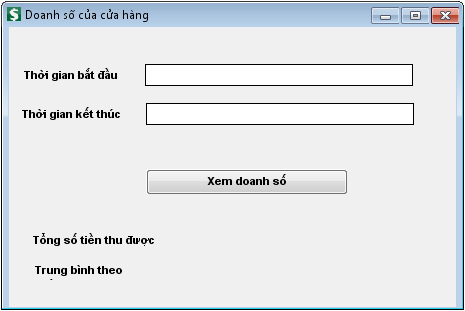 Doanh số của cửa hàng
Thời gian bắt đầu
Thời gian kết thúc
Xem doanh số
Tổng số tiền thu được
Trung bình theo